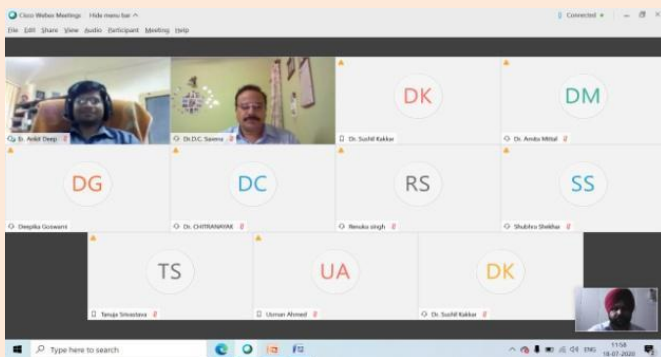 Cisco Webex Meetings Hide menu bar ^ Connected
File Edit Share View Audio Participant Meeting Help
Er. Ankit Deep Dr.D.C. Saxena DK Dr. Sushil Kakkar DM Dr. Amita Mittal
DG Deepika Goswami DC Dr. CHITRANAYAK RS Renuka singh SS Shubhra Shekhar
TS Taruja Srivastava UA Usman Ahmed DK Dr. Sushil Kakkar
Type here to search ENG 11:58
18-07-2020